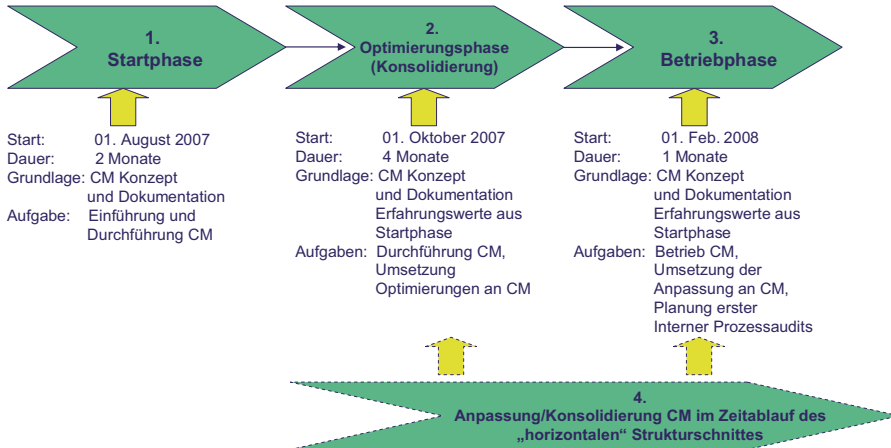 1.
Startphase
2.
Optimierungsphase
(Konsolidierung)
3.
Betriebphase
Start: 01. August 2007
Dauer: 2 Monate
Grundlage: CM Konzept
und Dokumentation
Aufgabe: Einführung und
Durchführung CM
Start: 01. Oktober 2007
Dauer: 4 Monate
Grundlage: CM Konzept
und Dokumentation
Erfahrungswerte aus
Startphase
Aufgaben: Durchführung CM,
Umsetzung
Optimierungen an CM
Start: 01. Feb. 2008
Dauer: 1 Monate
Grundlage: CM Konzept
und Dokumentation
Erfahrungswerte aus
Startphase
Aufgaben: Betrieb CM,
Umsetzung der
Anpassung an CM,
Planung erster
Interner Prozessaudits
4.
Anpassung/Konsolidierung CM im Zeitablauf des
„horizontalen“ Strukturschnittes